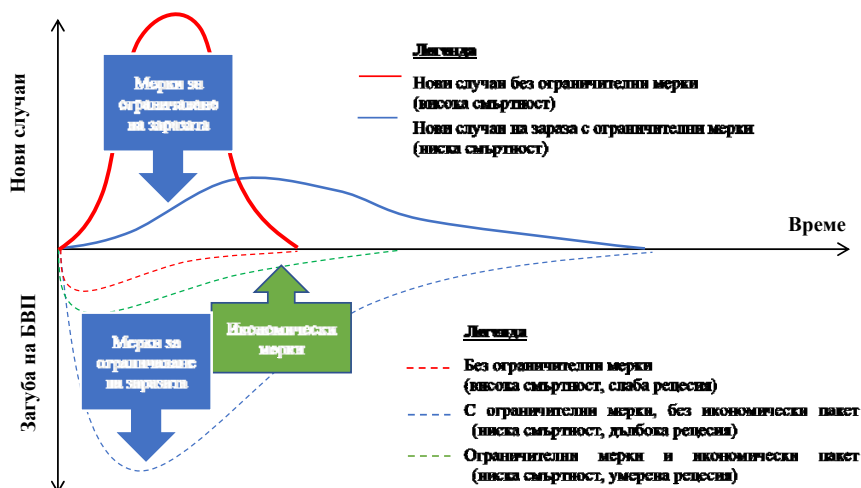 Нови случаи
Мерки за
ограничаване
на заразата
Легенда
Нови случаи без ограничителни мерки
(висока смъртност)
Нови случаи на зараза с ограничителни мерки
(ниска смъртност)
Време
Загуба на БВП
Мерки за
ограничаване
на заразата
Икономически
мерки
Легенда
Без ограничителни мерки
(висока смъртност, слаба рецесия)
С ограничителни мерки, без икономически пакет
(ниска смъртност, дълбока рецесия)
Ограничителни мерки и икономически пакет
(ниска смъртност, умерена рецесия)